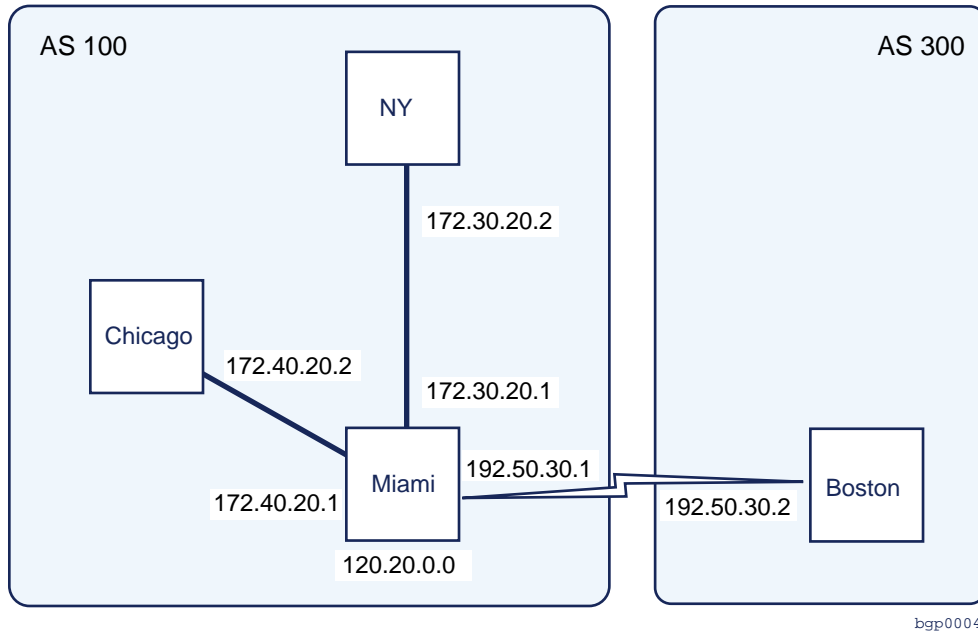 AS 100
AS 300
NY
172.30.20.2
Chicago
172.40.20.2
172.30.20.1
192.50.30.1
Miami
Boston
172.40.20.1
192.50.30.2
120.20.0.0
bgp0004